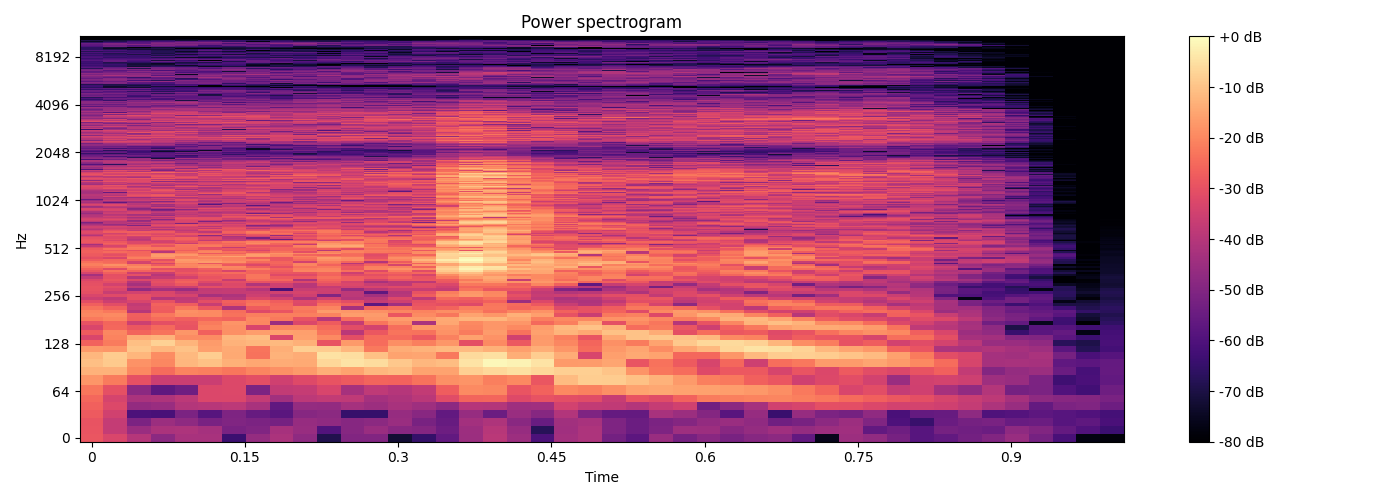 Power spectrogram
Hz
8192
4096
2048
1024
512
256
128
64
0
0 0.15 0.3 0.45 0.6 0.75 0.9
Time
+0 dB
-10 dB
-20 dB
-30 dB
-40 dB
-50 dB
-60 dB
-70 dB
-80 dB